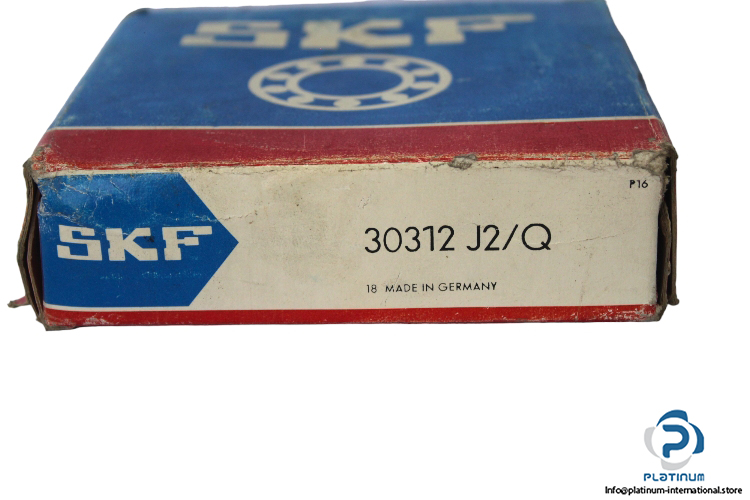 SKF
P16
SKF
30312 J2/Q
18 MADE IN GERMANY
PLATINUM
Info@platinum-international.store